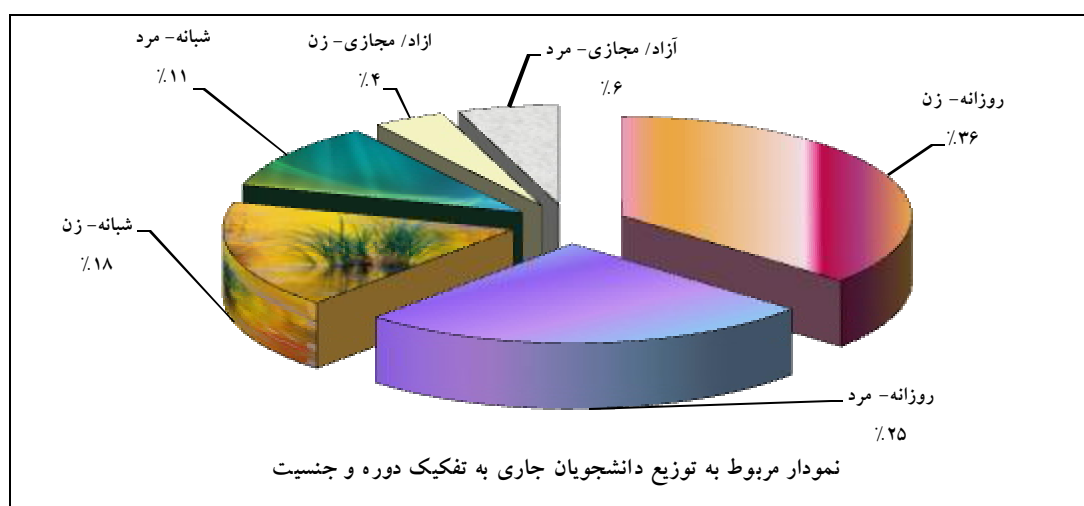 شبانه- مرد
٪۱۱
ازاد/ مجازی- زن
٪۴
آزاد/ مجازی- مرد
٪۶
روزانه- زن
٪۳۶
شبانه- زن
٪۱۸
روزانه- مرد
٪۲۵
نمودار مربوط به توزیع دانشجویان جاری به تفکیک دوره و جنسیت